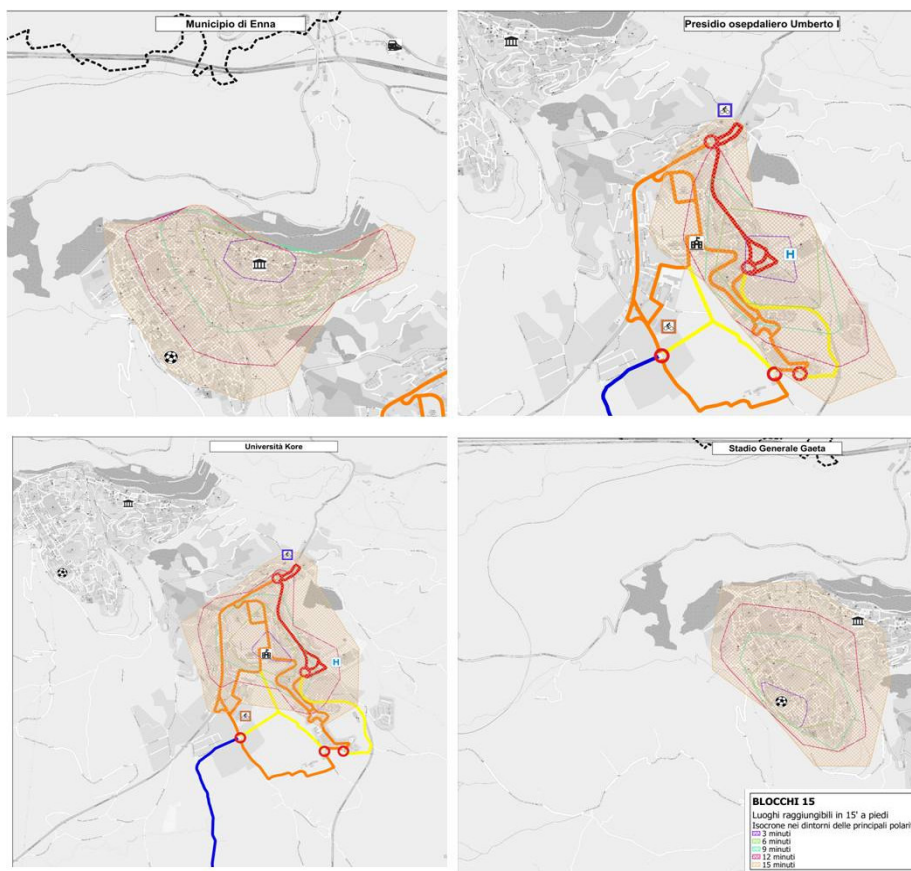 Municipio di Enna
Presidio osepdaliero Umberto I
H
Università Kore
H
Stadio Generale Gaeta
BLOCCHI 15
Luoghi raggiungibili in 15' a piedi
Isocrone nei dintorni delle principali polari
3 minuti
6 minuti
9 minuti
12 minuti
15 minuti